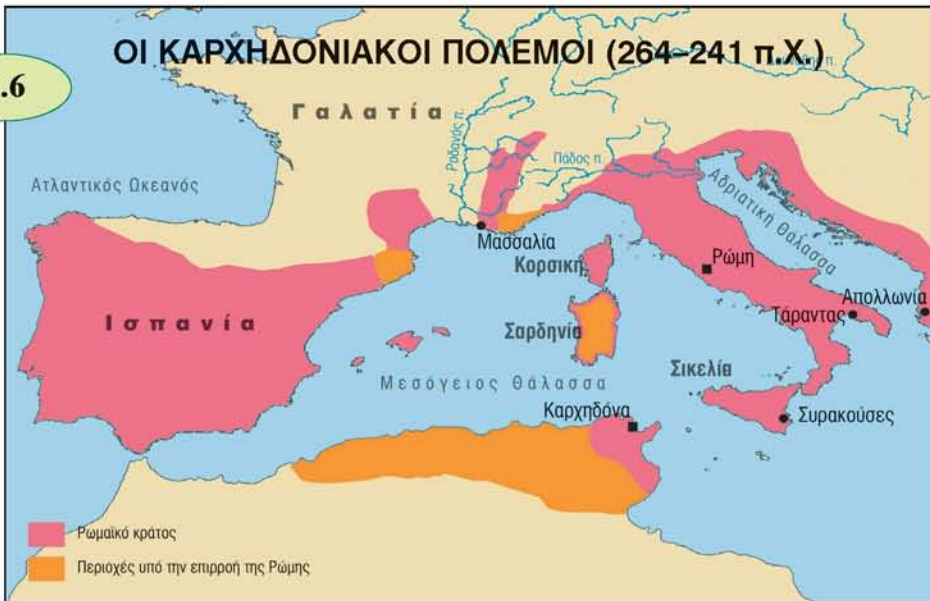 ΟΙ ΚΑΡΧΗΔΟΝΙΑΚΟΙ ΠΟΛΕΜΟΙ (264–241 π.Χ.)
.6
Γαλατία
Ροδανός π.
Πάδος π.
Ατλαντικός Ωκεανός
Αδριατική Θάλασσα
Μασσαλία
Κορσική
Ρώμη
Ισπανία
Απολλωνία
Τάραντας
Σαρδηνία
Μεσόγειος Θάλασσα
Σικελία
Καρχηδόνα
Συρακούσες
Ρωμαϊκό κράτος
Περιοχές υπό την επιρροή της Ρώμης